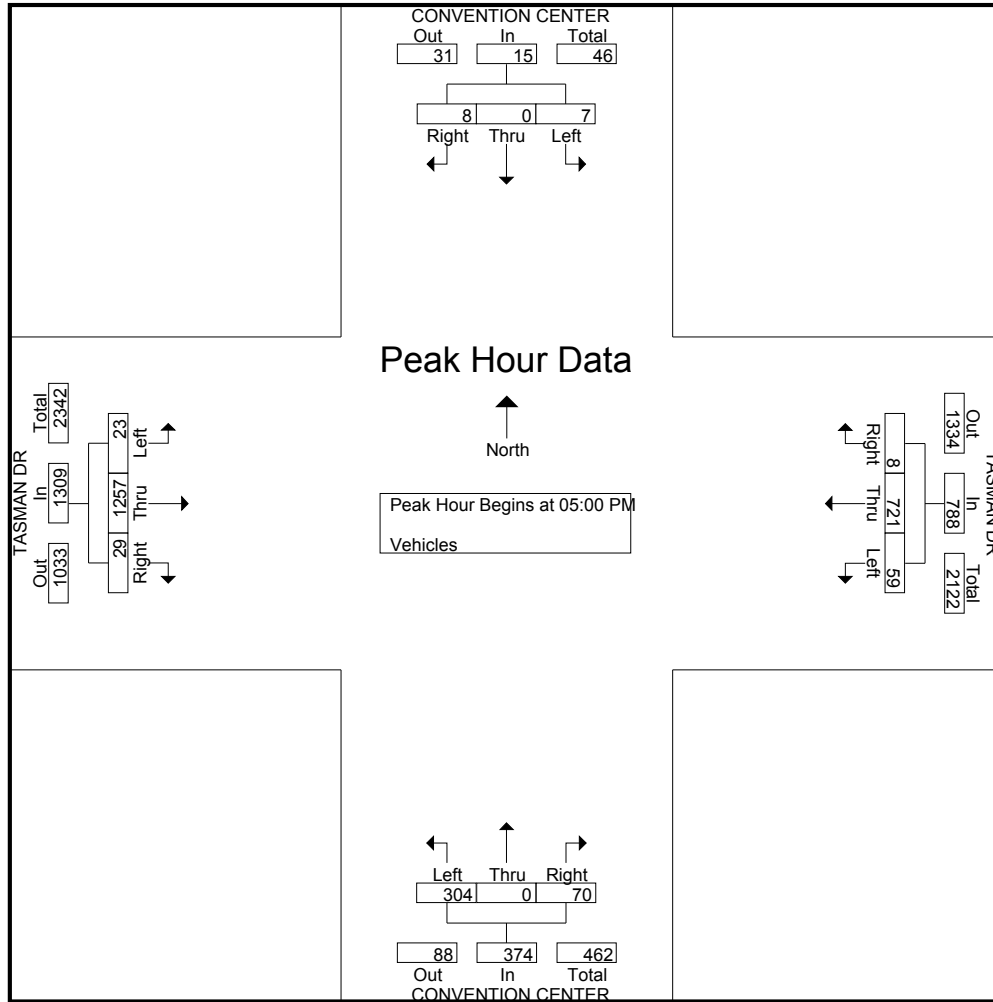 CONVENTION CENTER
Out In Total
31 15 46
8 0 7
Right Thru Left
Peak Hour Data
North
Peak Hour Begins at 05:00 PM
Vehicles
TASMAN DR
Out In Total
1033 1309 2342
Left Thru Right
23 1257 29
TASMAN DR
Out In Total
1334 788 2122
Right Thru Left
8 721 59
Left Thru Right
304 0 70
88 374 462
Out In Total
CONVENTION CENTER